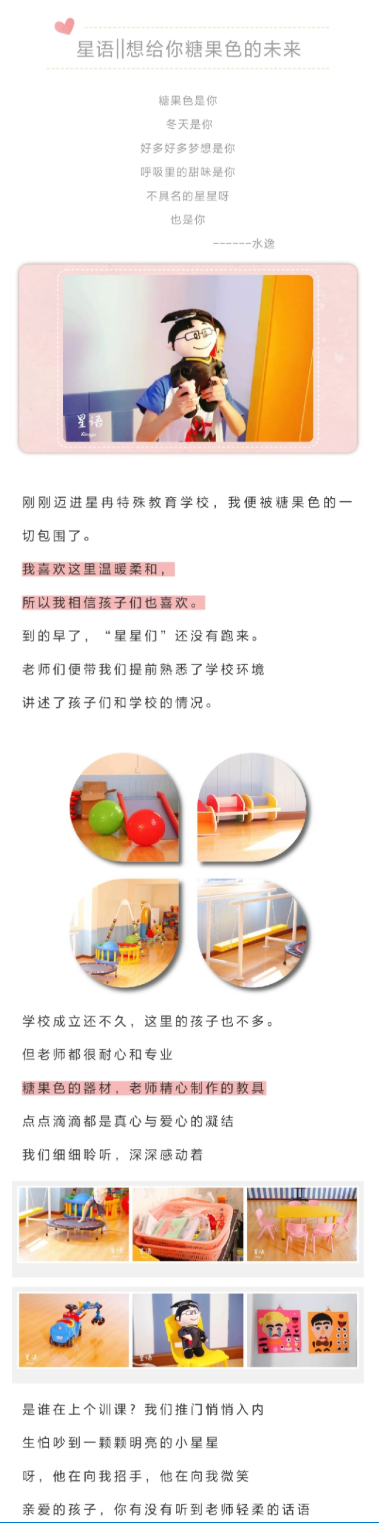 星语||想给你糖果色的未来
糖果色是你
冬天是你
好多好多梦想是你
呼吸里的甜味是你
不具名的星星呀
也是你
------水逸
星语
刚刚迈进星冉特殊教育学校，我便被糖果色的一
切包围了。
我喜欢这里温暖柔和，
所以我相信孩子们也喜欢。
到的早了，“星星们”还没有跑来。
老师们便带我们提前熟悉了学校环境
讲述了孩子们和学校的情况。
学校成立还不久，这里的孩子也不多。
但老师都很耐心和专业
糖果色的器材，老师精心制作的教具
点点滴滴都是真心与爱心的凝结
我们细细聆听，深深感动着
星语
星语
星语
星语
星语
是谁在上个训课？我们推门悄悄入内
生怕吵到一颗颗明亮的小星星
呀，他在向我招手，他在向我微笑
亲爱的孩子，你有没有听到老师轻柔的话语